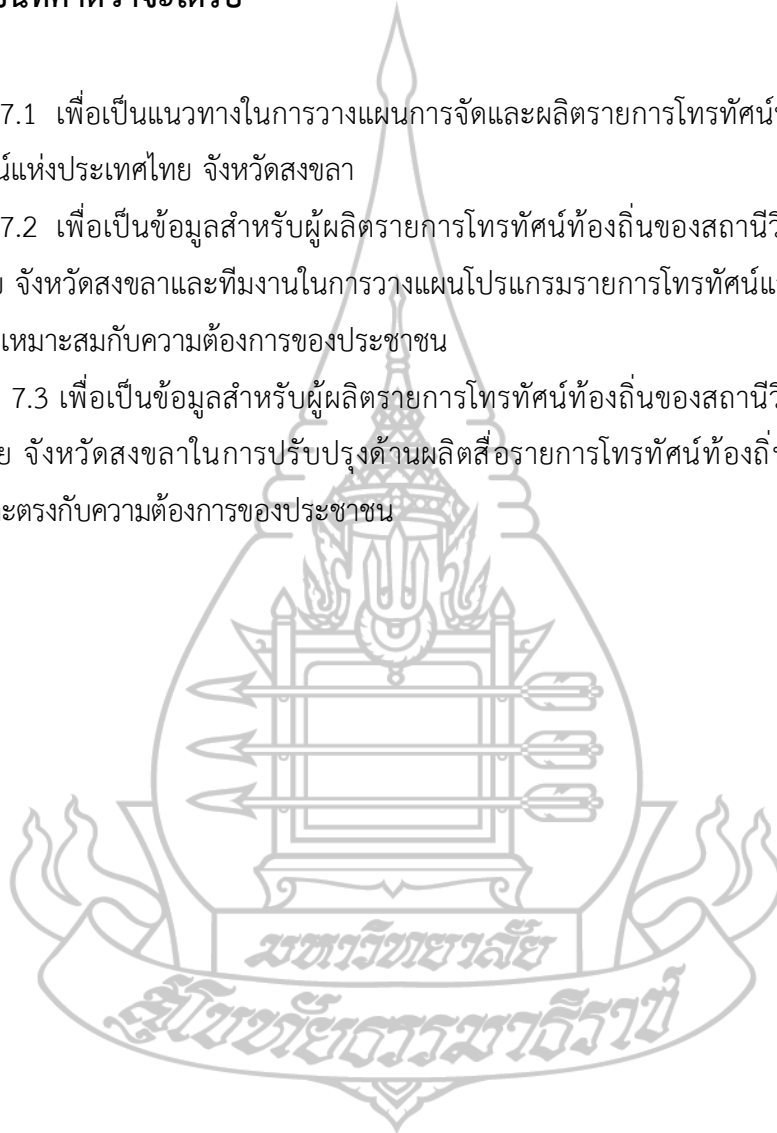 7.1 เพื่อเป็นแนวทางในการวางแผนการจัดและผลิตรายการโทรทัศน์
น์แห่งประเทศไทย จังหวัดสงขลา
7.2 เพื่อเป็นข้อมูลสำหรับผู้ผลิตรายการโทรทัศน์ท้องถิ่นของสถานีวิ
ย จังหวัดสงขลาและทีมงานในการวางแผนโปรแกรมรายการโทรทัศน์แ
เหมาะสมกับความต้องการของประชาชน
7.3 เพื่อเป็นข้อมูลสำหรับผู้ผลิตรายการโทรทัศน์ท้องถิ่นของสถานีวิ
ย จังหวัดสงขลาในการปรับปรุงด้านผลิตสื่อรายการโทรทัศน์ท้องถิ่
ะตรงกับความต้องการของประชาชน
มหาวิทยาลัย
สุโขทัยธรรมาธิราช